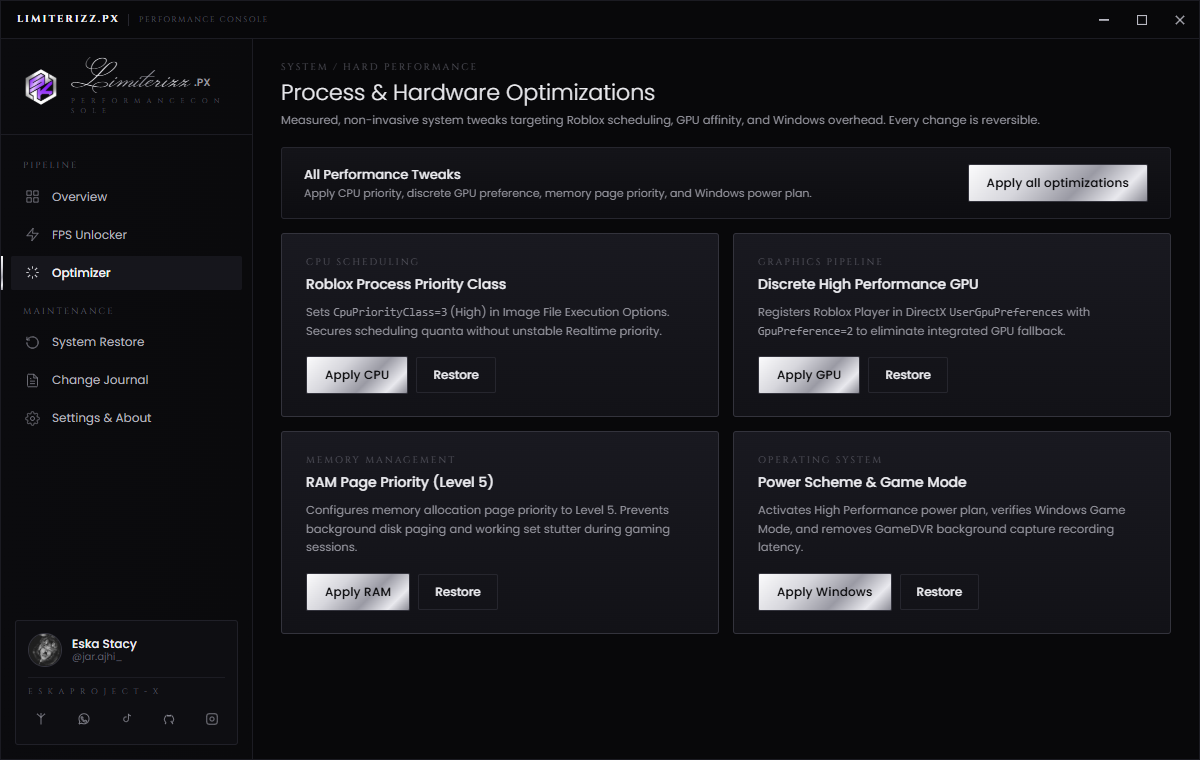 LIMITERIZZ.PX | PERFORMANCE CONSOLE
Limiterizz .PX
PERFORMANCECON
SOLE
PIPELINE
Overview
FPS Unlocker
Optimizer
MAINTENANCE
System Restore
Change Journal
Settings & About
Eska Stacy
@jar.ajhi_
ESKAPROJECT-X
SYSTEM / HARD PERFORMANCE
Process & Hardware Optimizations
Measured, non-invasive system tweaks targeting Roblox scheduling, GPU affinity, and Windows overhead. Every change is reversible.
All Performance Tweaks
Apply CPU priority, discrete GPU preference, memory page priority, and Windows power plan.
Apply all optimizations
CPU SCHEDULING
Roblox Process Priority Class
Sets CpuPriorityClass=3 (High) in Image File Execution Options.
Secures scheduling quanta without unstable Realtime priority.
Apply CPU
Restore
GRAPHICS PIPELINE
Discrete High Performance GPU
Registers Roblox Player in DirectX UserGpuPreferences with
GpuPreference=2 to eliminate integrated GPU fallback.
Apply GPU
Restore
MEMORY MANAGEMENT
RAM Page Priority (Level 5)
Configures memory allocation page priority to Level 5. Prevents
background disk paging and working set stutter during gaming
sessions.
Apply RAM
Restore
OPERATING SYSTEM
Power Scheme & Game Mode
Activates High Performance power plan, verifies Windows Game
Mode, and removes GameDVR background capture recording
latency.
Apply Windows
Restore